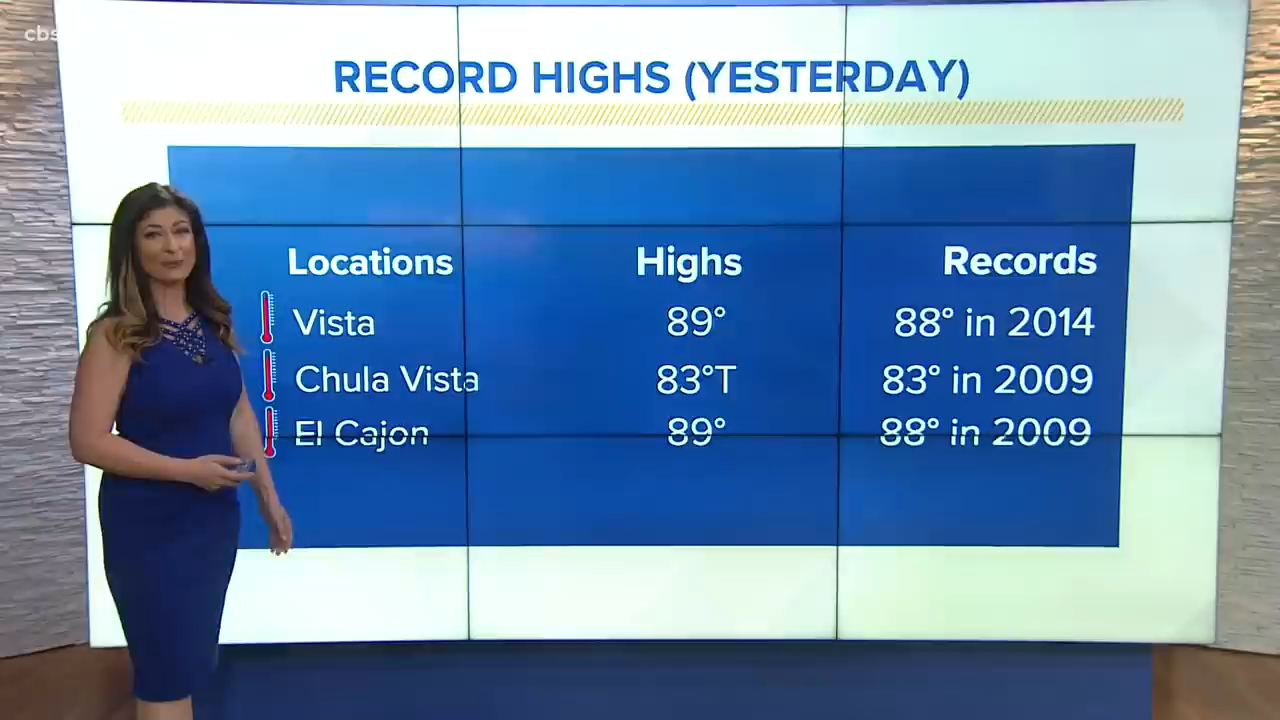 cbs
RECORD HIGHS (YESTERDAY)
Locations Highs Records
Vista 89° 88° in 2014
Chula Vista 83°T 83° in 2009
El Cajon 89° 88° in 2009